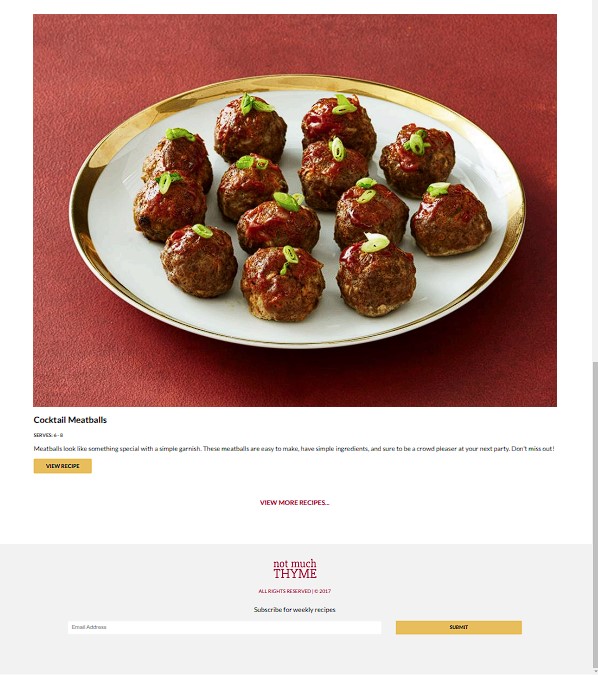 Cocktail Meatballs
SERVES: 6 - 8
Meatballs look like something special with a simple garnish. These meatballs are easy to make, have simple ingredients, and sure to be a crowd pleaser at your next party. Don't miss out!
VIEW RECIPE
VIEW MORE RECIPES...
not much
THYME
ALL RIGHTS RESERVED | © 2017
Subscribe for weekly recipes
Email Address
SUBMIT